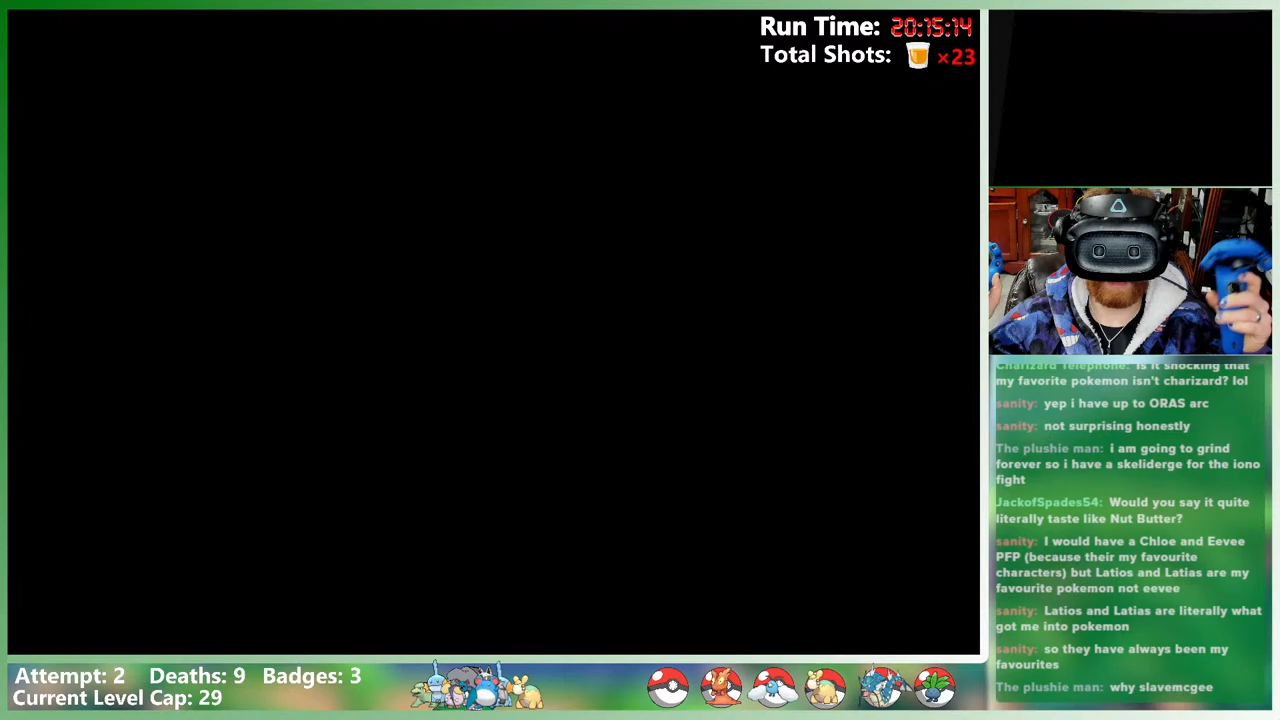 Run Time: 20:15:14
Total Shots: ×23
Charizard Telephone: Is it shocking that
my favorite pokemon isn't charizard? lol
sanity: yep i have up to ORAS arc
sanity: not surprising honestly
The plushie man: i am going to grind
forever so i have a skeliderge for the iono
fight
JackofSpades54: Would you say it quite
literally taste like Nut Butter?
sanity: I would have a Chloe and Eevee
PFP (because their my favourite
characters) but Latios and Latias are my
favourite pokemon not eevee
sanity: Latios and Latias are literally what
got me into pokemon
sanity: so they have always been my
favourites
The plushie man: why slavemcgee
Attempt: 2 Deaths: 9 Badges: 3
Current Level Cap: 29